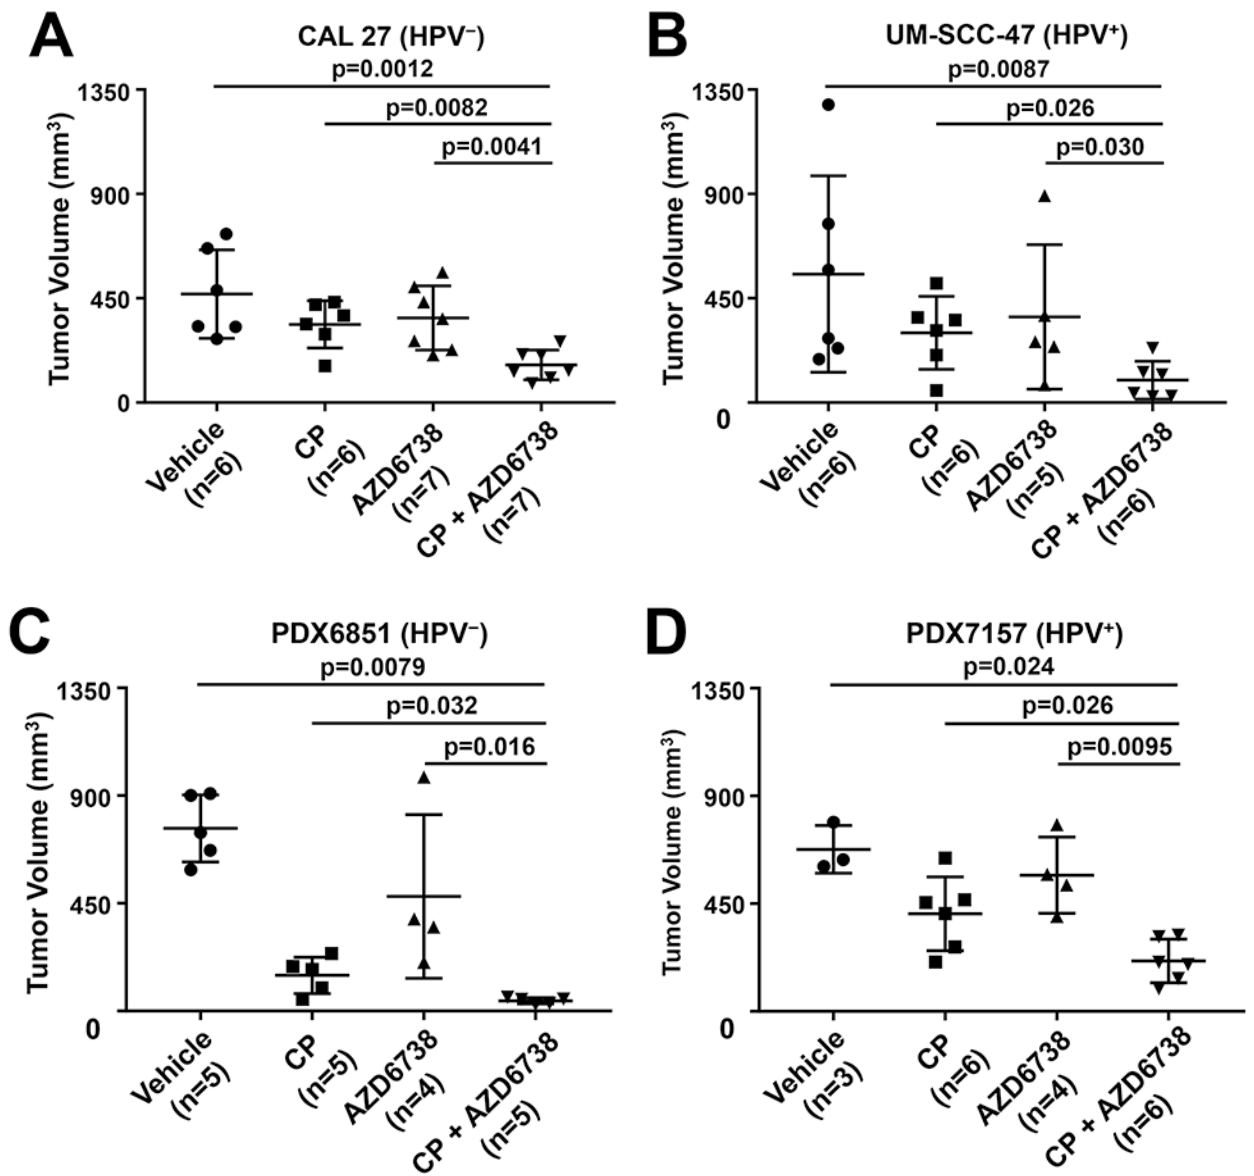 A
CAL 27 (HPV⁻)
p=0.0012
p=0.0082
p=0.0041
Tumor Volume (mm³)
1350
900
450
0
Vehicle
(n=6)
CP
(n=6)
AZD6738
(n=7)
CP + AZD6738
(n=7)
B
UM-SCC-47 (HPV⁺)
p=0.0087
p=0.026
p=0.030
Tumor Volume (mm³)
1350
900
450
0
Vehicle
(n=6)
CP
(n=6)
AZD6738
(n=5)
CP + AZD6738
(n=6)
C
PDX6851 (HPV⁻)
p=0.0079
p=0.032
p=0.016
Tumor Volume (mm³)
1350
900
450
0
Vehicle
(n=5)
CP
(n=5)
AZD6738
(n=4)
CP + AZD6738
(n=5)
D
PDX7157 (HPV⁺)
p=0.024
p=0.026
p=0.0095
Tumor Volume (mm³)
1350
900
450
0
Vehicle
(n=3)
CP
(n=6)
AZD6738
(n=4)
CP + AZD6738
(n=6)